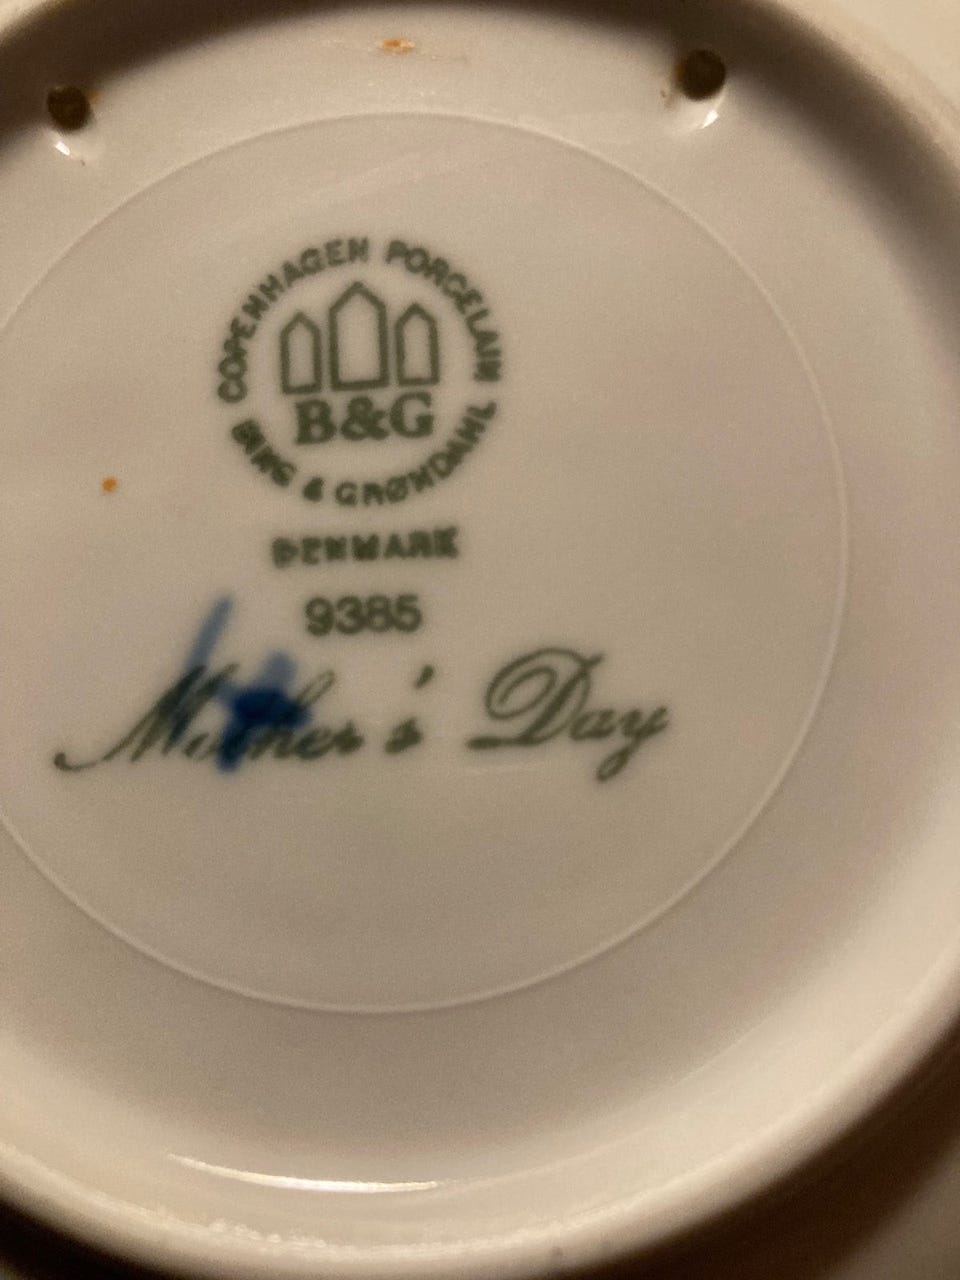 COPENHAGEN PORCELAIN
B&G
BING & GRØNDAHL
DENMARK
9385
Mother's Day